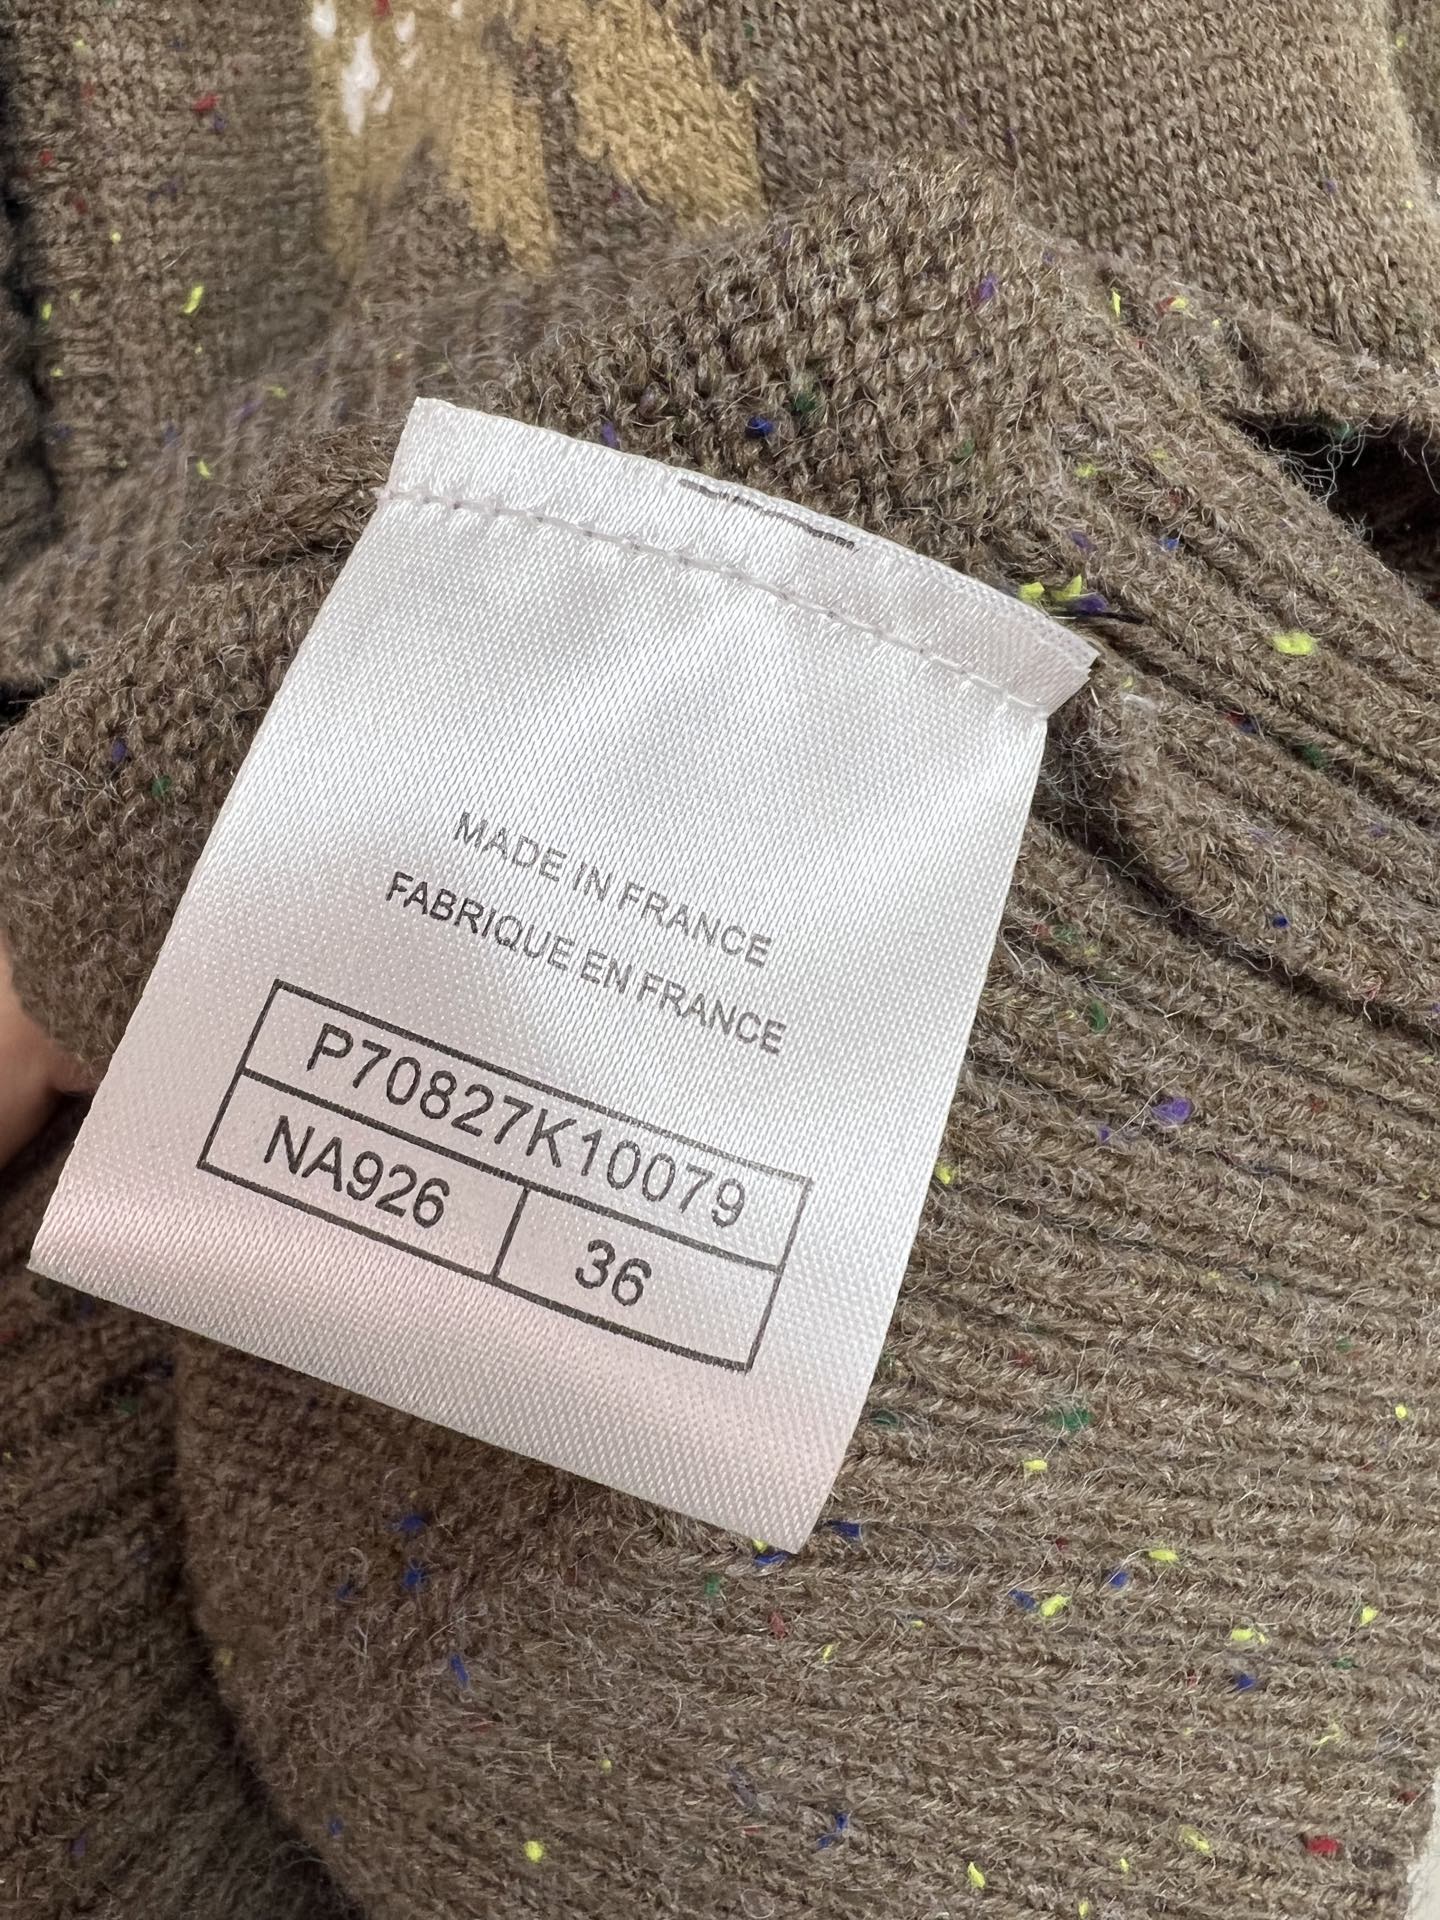 MADE IN FRANCE
FABRIQUE EN FRANCE
P70827K10079
NA926 36